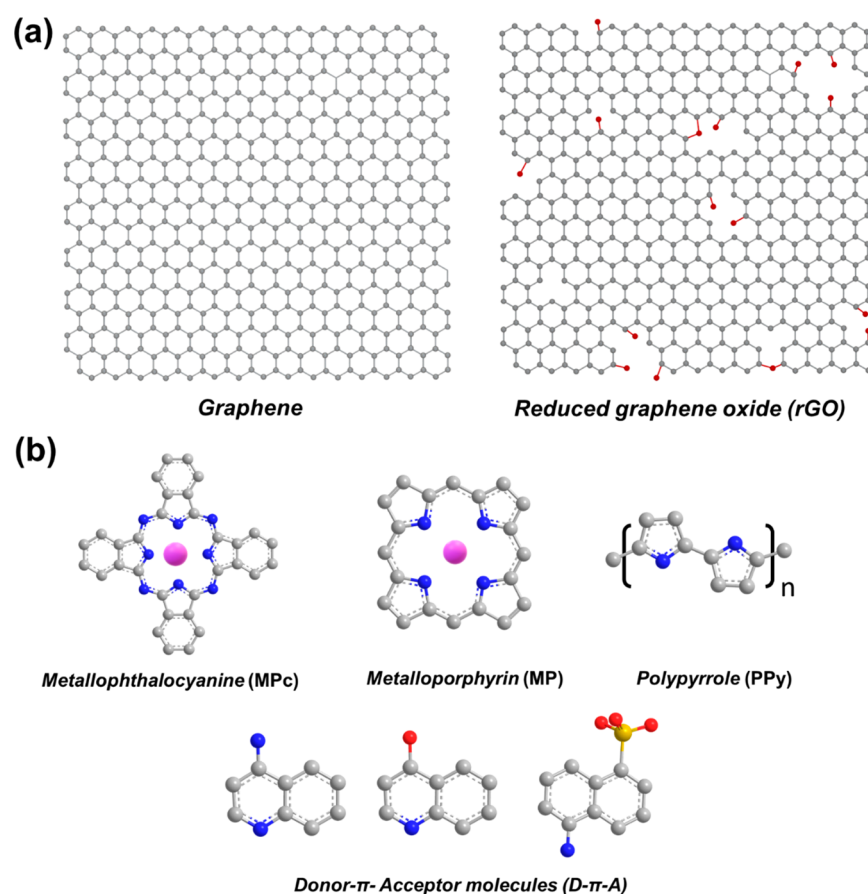 (a)
Graphene
Reduced graphene oxide (rGO)
(b)
n
Metallophthalocyanine (MPc)
Metalloporphyrin (MP)
Polypyrrole (PPy)
Donor-π- Acceptor molecules (D-π-A)